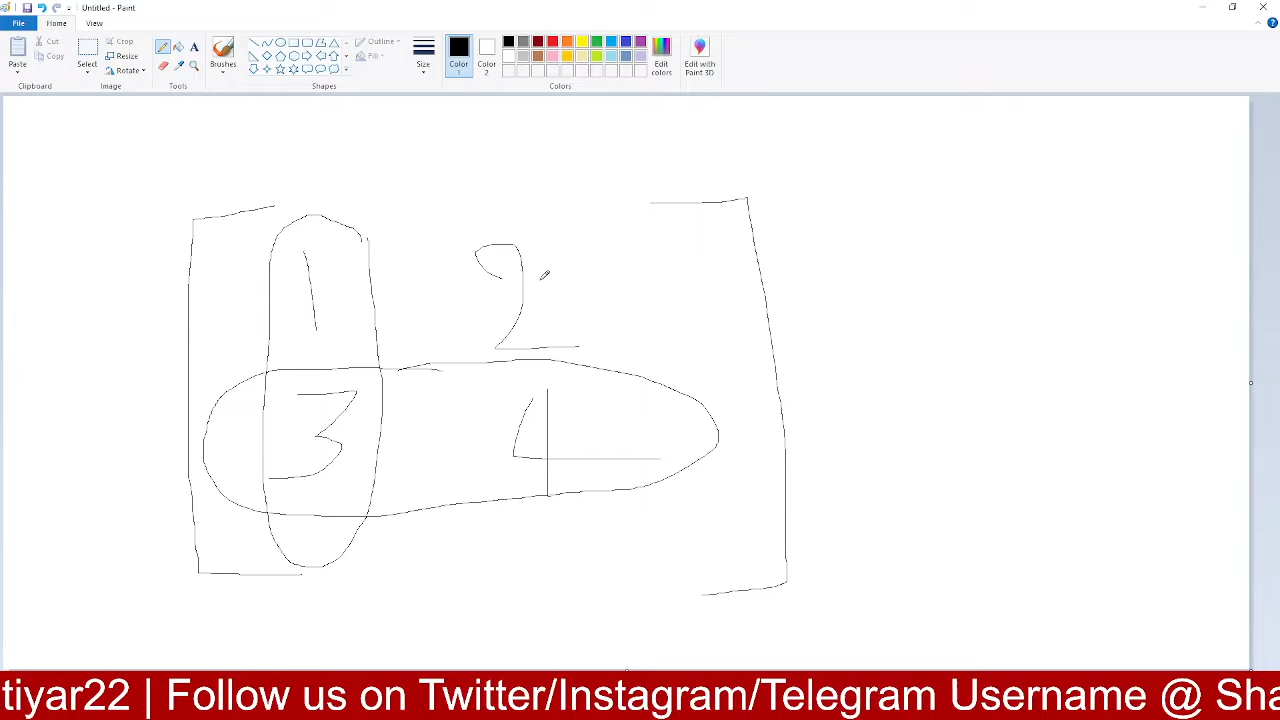 Untitled - Paint
File Home View
Paste
Cut
Copy
Clipboard
Select
Crop
Resize
Rotate
Image
Tools
Brushes
Shapes
Outline
Fill
Size
Color 1
Color 2
Edit colors
Edit with Paint 3D
Colors
1 2
3 4
tiyar22 | Follow us on Twitter/Instagram/Telegram Username @ Sha